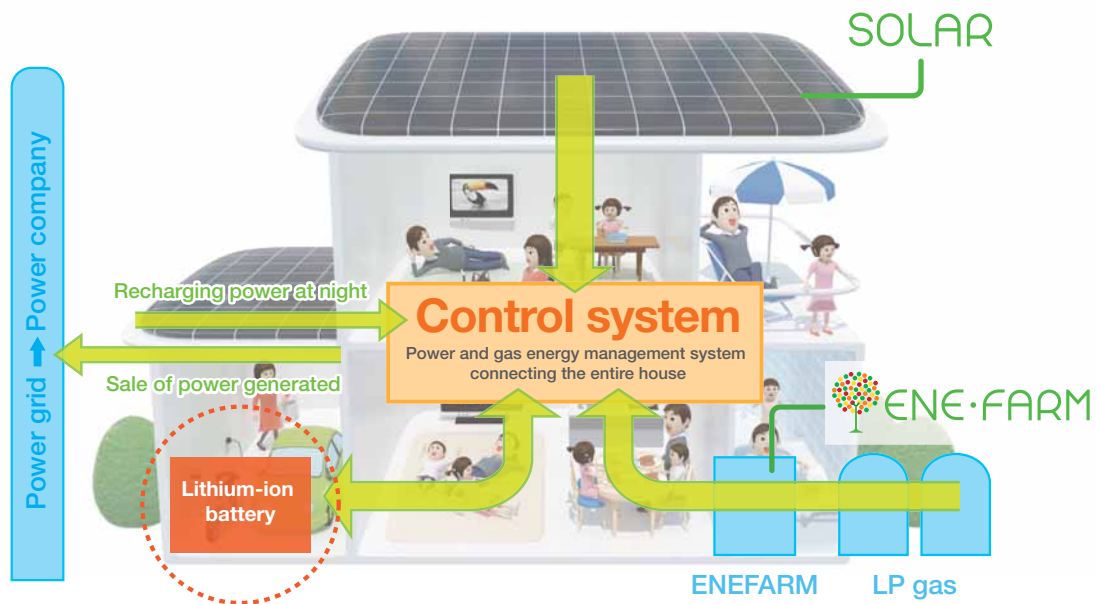 SOLAR
Power grid → Power company
Recharging power at night
Control system
Power and gas energy management system
connecting the entire house
Sale of power generated
ENE·FARM
Lithium-ion
battery
ENEFARM
LP gas